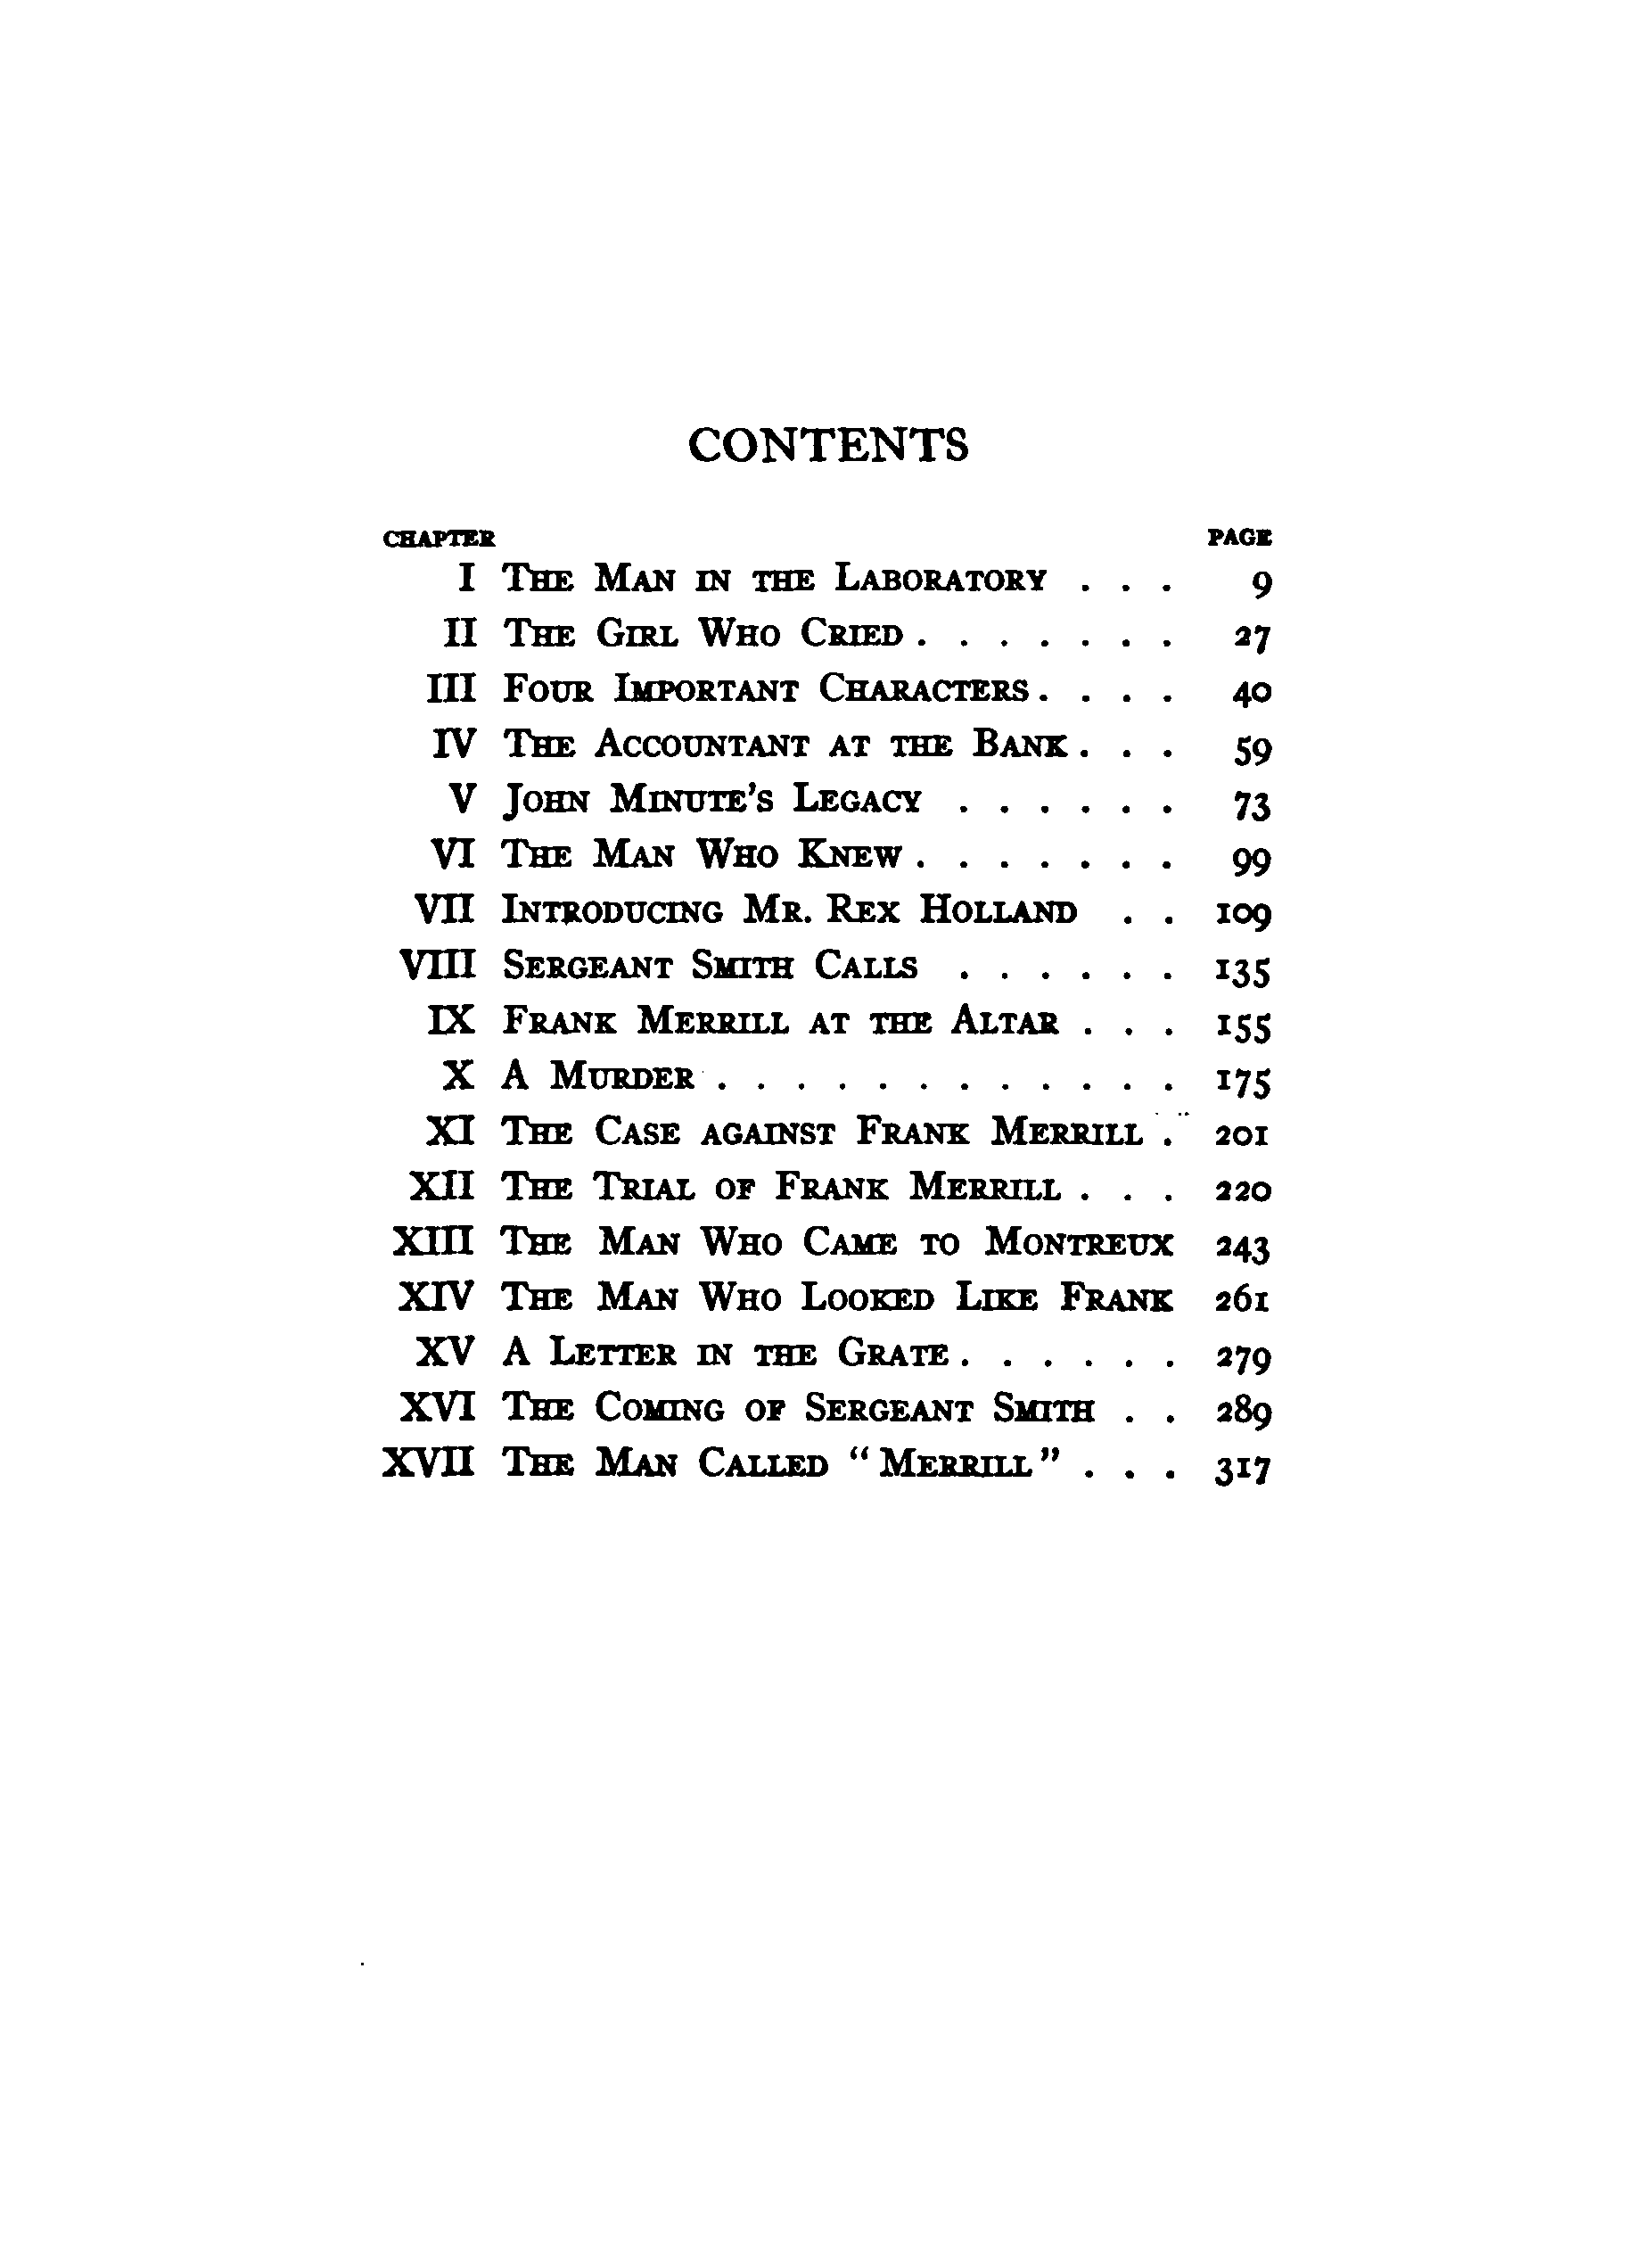 CONTENTS
CHAPTER PAGE
I The Man in the Laboratory . . . 9
II The Girl Who Cried . . . . . . . 27
III Four Important Characters . . . . 40
IV The Accountant at the Bank . . . 59
V John Minute's Legacy . . . . . . 73
VI The Man Who Knew . . . . . . . 99
VII Introducing Mr. Rex Holland . . 109
VIII Sergeant Smith Calls . . . . . . 135
IX Frank Merrill at the Altar . . . 155
X A Murder . . . . . . . . . . . . 175
XI The Case against Frank Merrill . 201
XII The Trial of Frank Merrill . . . 220
XIII The Man Who Came to Montreux 243
XIV The Man Who Looked Like Frank 261
XV A Letter in the Grate . . . . . . 279
XVI The Coming of Sergeant Smith . . 289
XVII The Man Called "Merrill" . . . 317